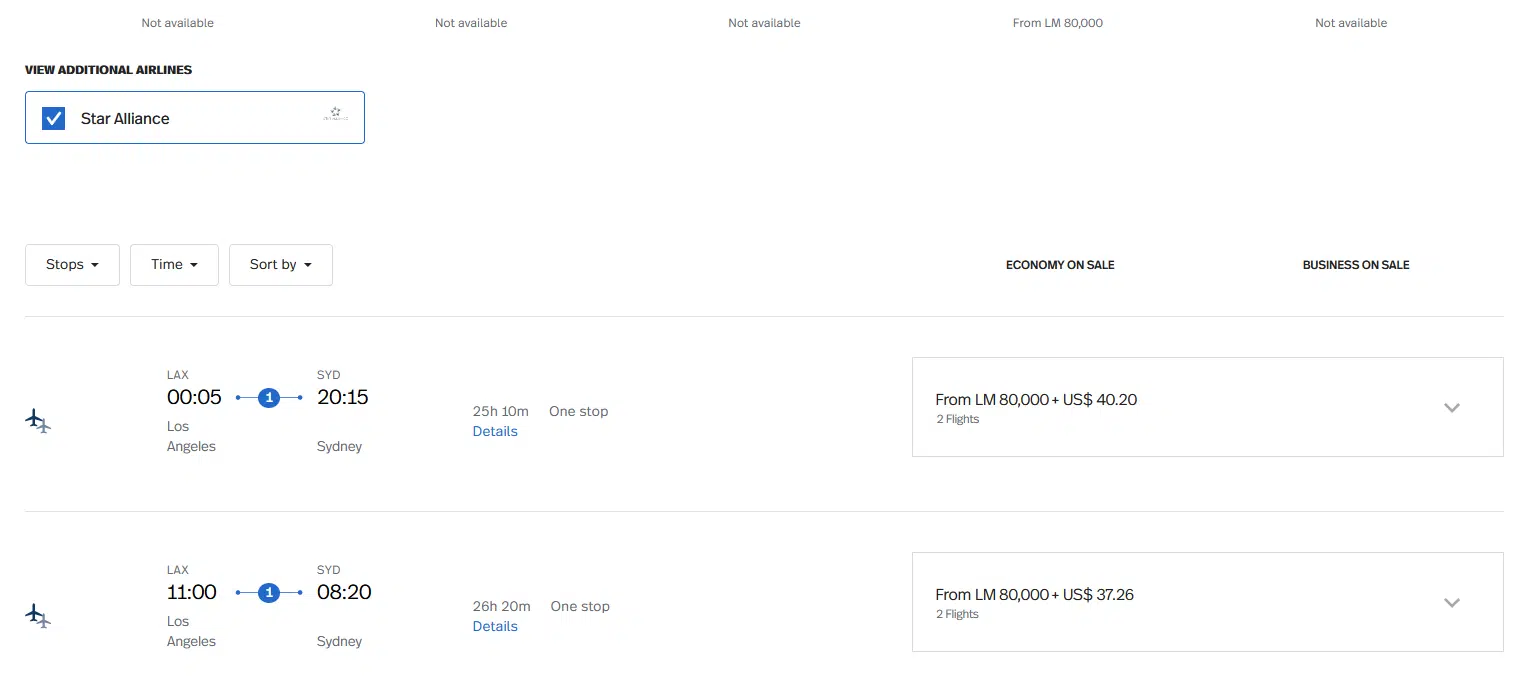 Not available Not available Not available From LM 80,000 Not available
VIEW ADDITIONAL AIRLINES
Star Alliance
Stops Time Sort by ECONOMY ON SALE BUSINESS ON SALE
LAX SYD
00:05 1 20:15
Los
Angeles Sydney
25h 10m One stop
Details
From LM 80,000 + US$ 40.20
2 Flights
LAX SYD
11:00 1 08:20
Los
Angeles Sydney
26h 20m One stop
Details
From LM 80,000 + US$ 37.26
2 Flights